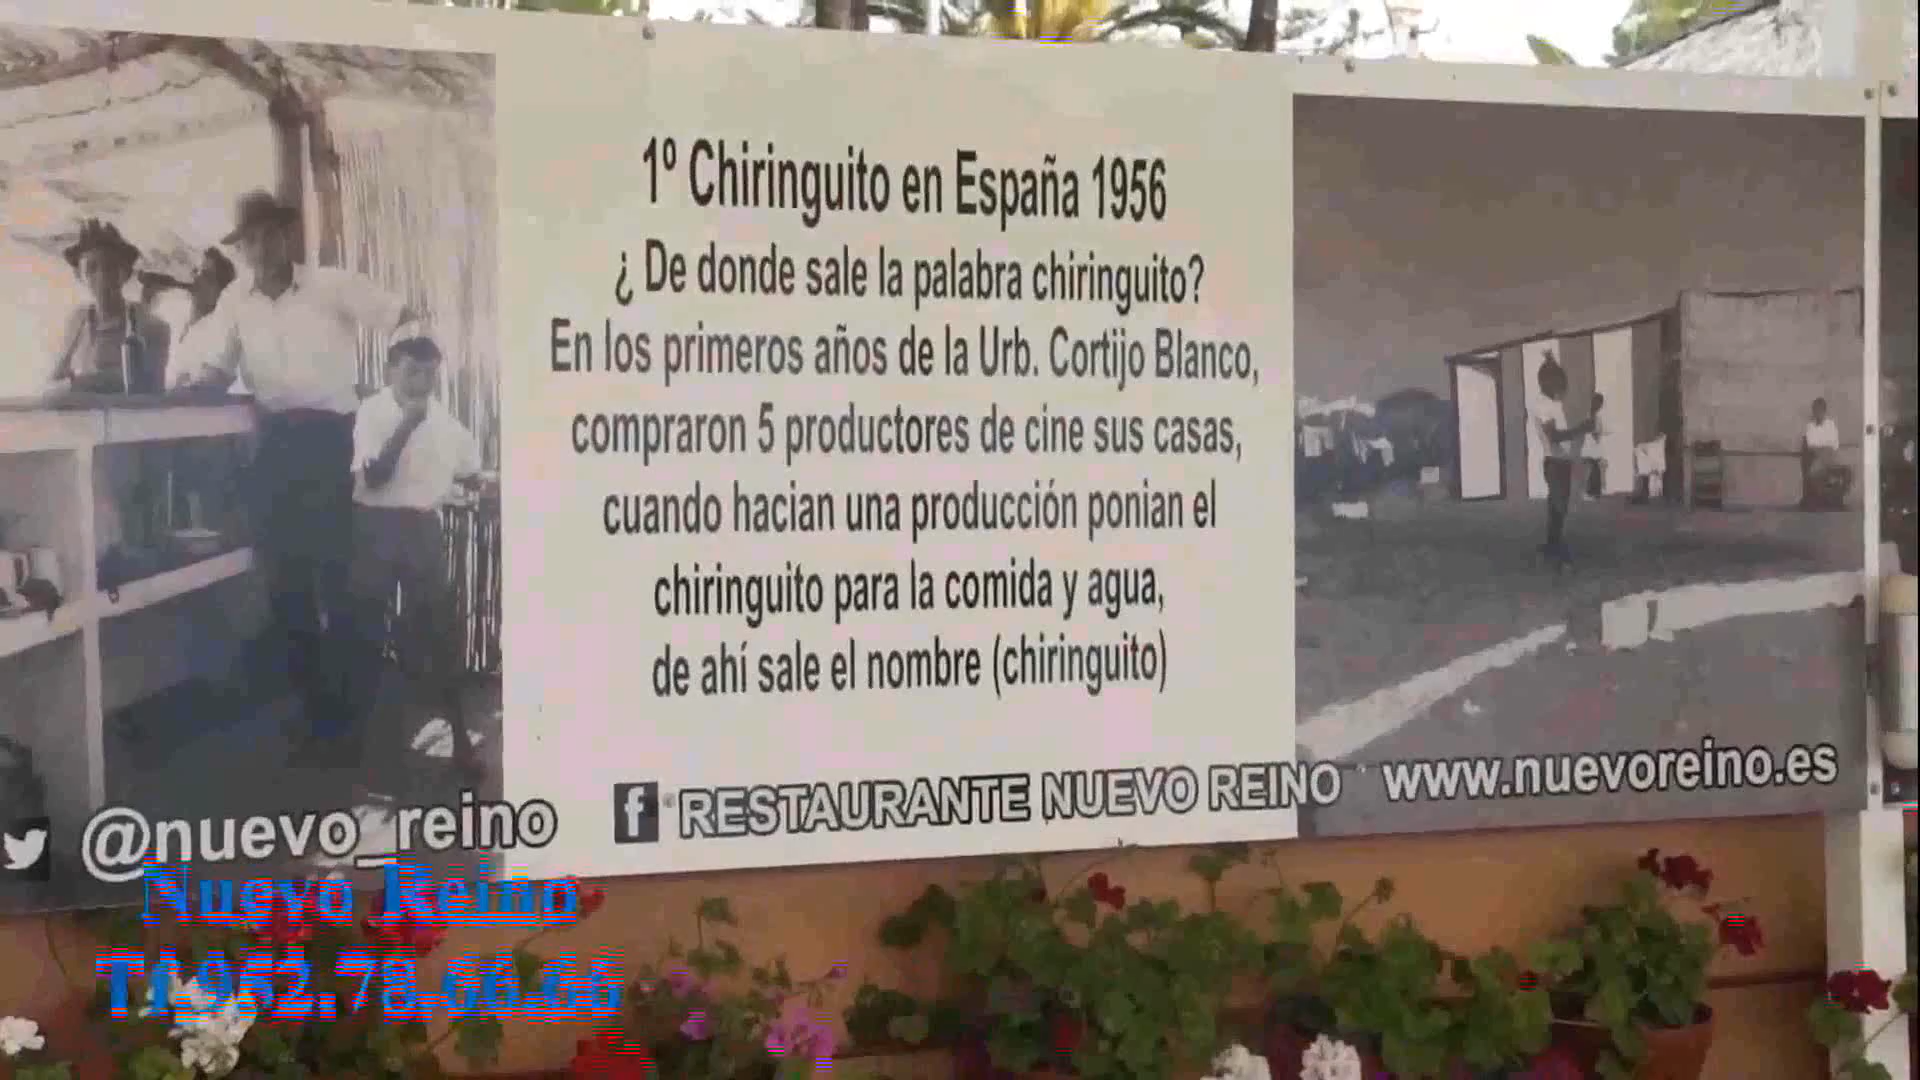 1º Chiringuito en España 1956
¿ De donde sale la palabra chiringuito?
En los primeros años de la Urb. Cortijo Blanco,
compraron 5 productores de cine sus casas,
cuando hacian una producción ponian el
chiringuito para la comida y agua,
de ahí sale el nombre (chiringuito)
@nuevo_reino
f RESTAURANTE NUEVO REINO
www.nuevoreino.es
Nuevo Reino
Tf.952.78.66.66